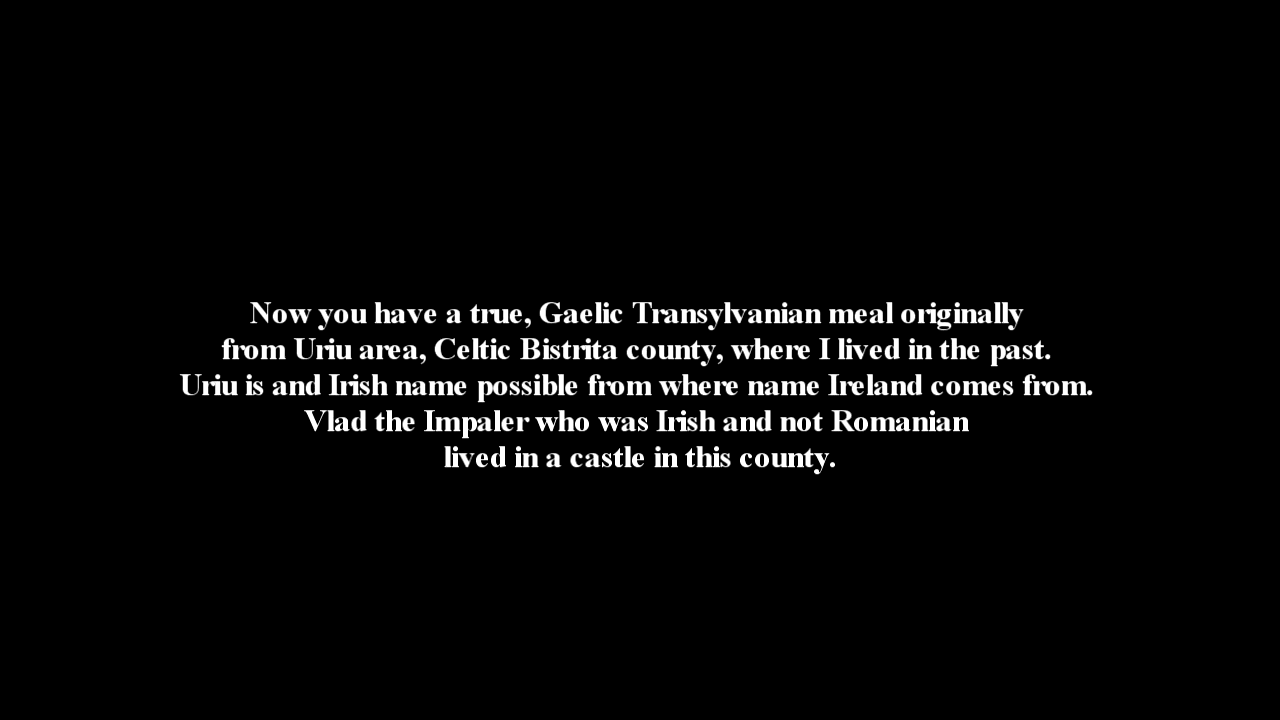 Now you have a true, Gaelic Transylvanian meal originally
from Uriu area, Celtic Bistrita county, where I lived in the past.
Uriu is and Irish name possible from where name Ireland comes from.
Vlad the Impaler who was Irish and not Romanian
lived in a castle in this county.